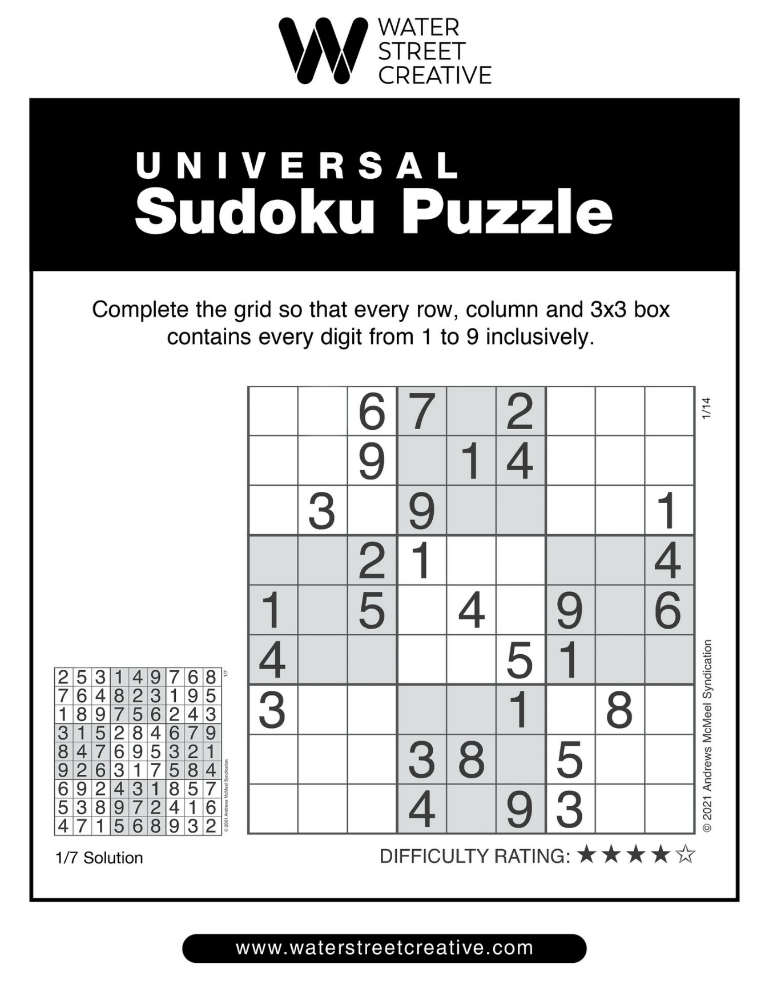 WATER
STREET
CREATIVE
UNIVERSAL
Sudoku Puzzle
Complete the grid so that every row, column and 3x3 box
contains every digit from 1 to 9 inclusively.
6 7 2
9 1 4
3 9 1
2 1 4
1 5 4 9 6
4 5 1
3 1 8
3 8 5
4 9 3
1/14
© 2021 Andrews McMeel Syndication
2 5 3 1 4 9 7 6 8
7 6 4 8 2 3 1 9 5
1 8 9 7 5 6 2 4 3
3 1 5 2 8 4 6 7 9
8 4 7 6 9 5 3 2 1
9 2 6 3 1 7 5 8 4
6 9 2 4 3 1 8 5 7
5 3 8 9 7 2 4 1 6
4 7 1 5 6 8 9 3 2
1/7
© 2021 Andrews McMeel Syndication
1/7 Solution
DIFFICULTY RATING: ★★★★☆
www.waterstreetcreative.com